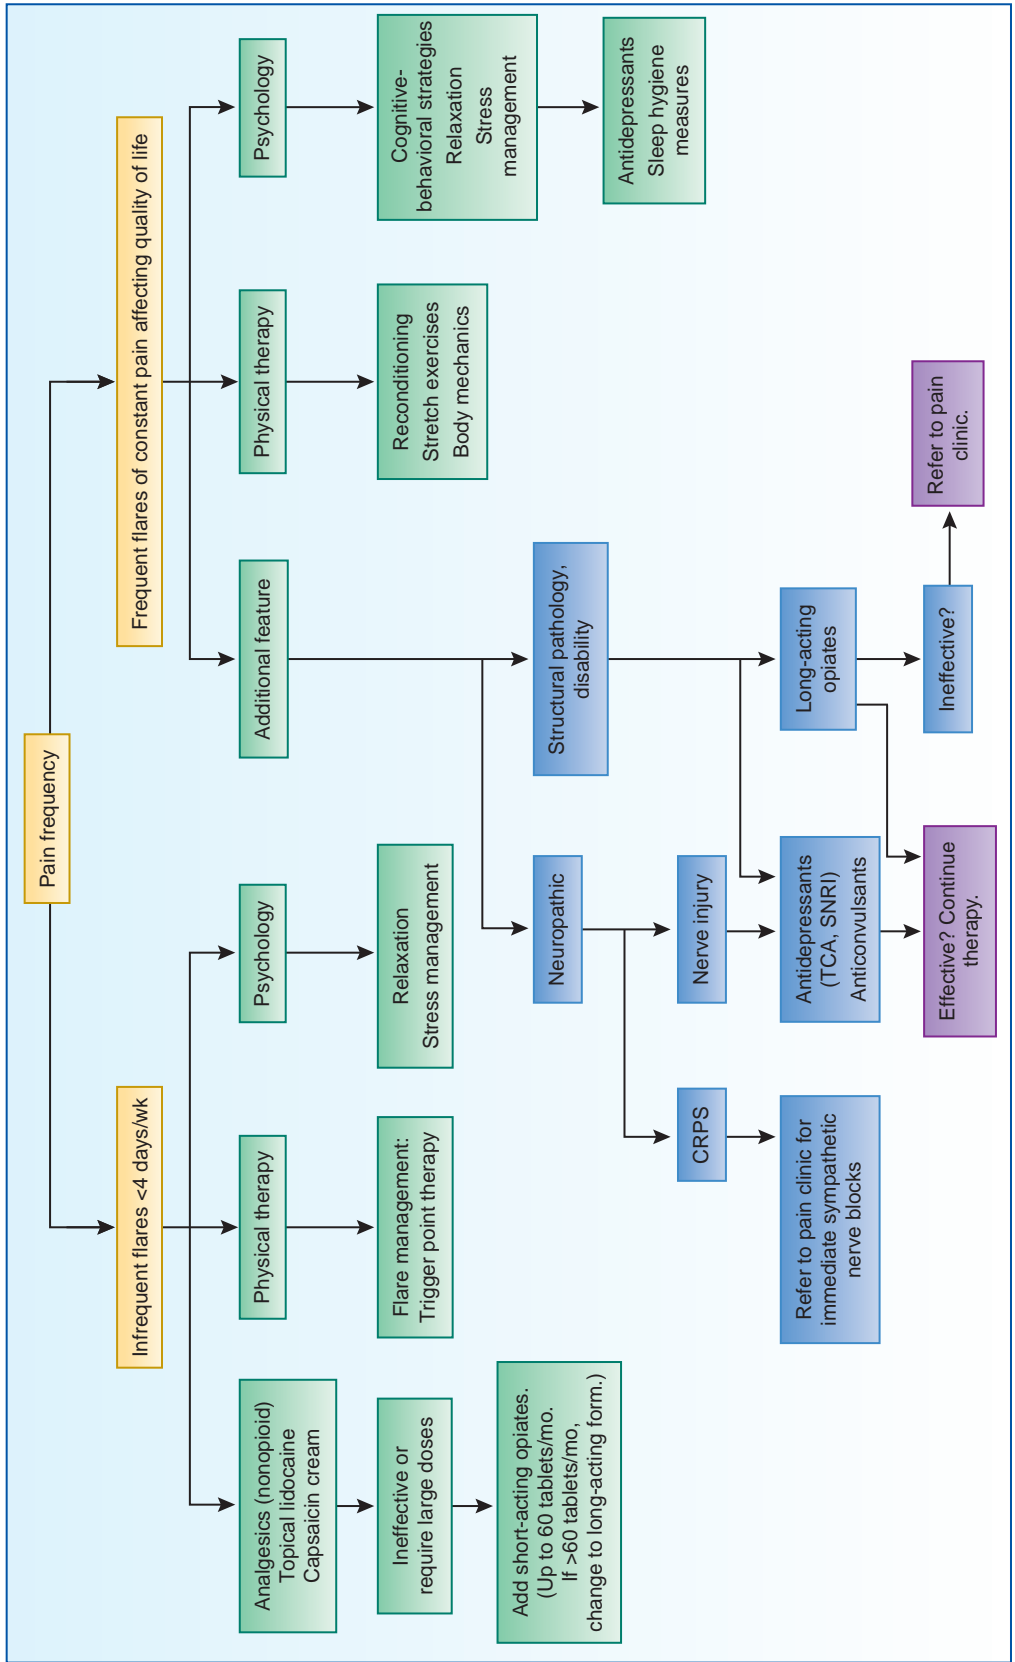 Pain frequency
Infrequent flares <4 days/wk
Frequent flares of constant pain affecting quality of life
Analgesics (nonopioid)
Topical lidocaine
Capsaicin cream
Physical therapy
Psychology
Additional feature
Physical therapy
Psychology
Ineffective or
require large doses
Flare management:
Trigger point therapy
Relaxation
Stress management
Reconditioning
Stretch exercises
Body mechanics
Cognitive-
behavioral strategies
Relaxation
Stress
management
Add short-acting opiates.
(Up to 60 tablets/mo.
If >60 tablets/mo,
change to long-acting form.)
Neuropathic
Structural pathology,
disability
Antidepressants
Sleep hygiene
measures
CRPS
Nerve injury
Refer to pain clinic for
immediate sympathetic
nerve blocks
Antidepressants
(TCA, SNRI)
Anticonvulsants
Long-acting
opiates
Effective? Continue
therapy.
Ineffective?
Refer to pain
clinic.